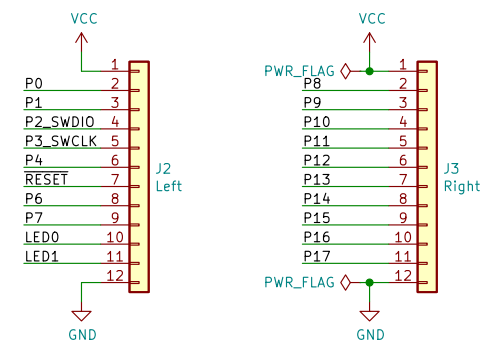 VCC
1
P0 2
P1 3
P2_SWDIO 4
P3_SWCLK 5
P4 6
RESET 7
P6 8
P7 9
LED0 10
LED1 11
12
GND
J2
Left
VCC
PWR_FLAG 1
P8 2
P9 3
P10 4
P11 5
P12 6
P13 7
P14 8
P15 9
P16 10
P17 11
PWR_FLAG 12
GND
J3
Right